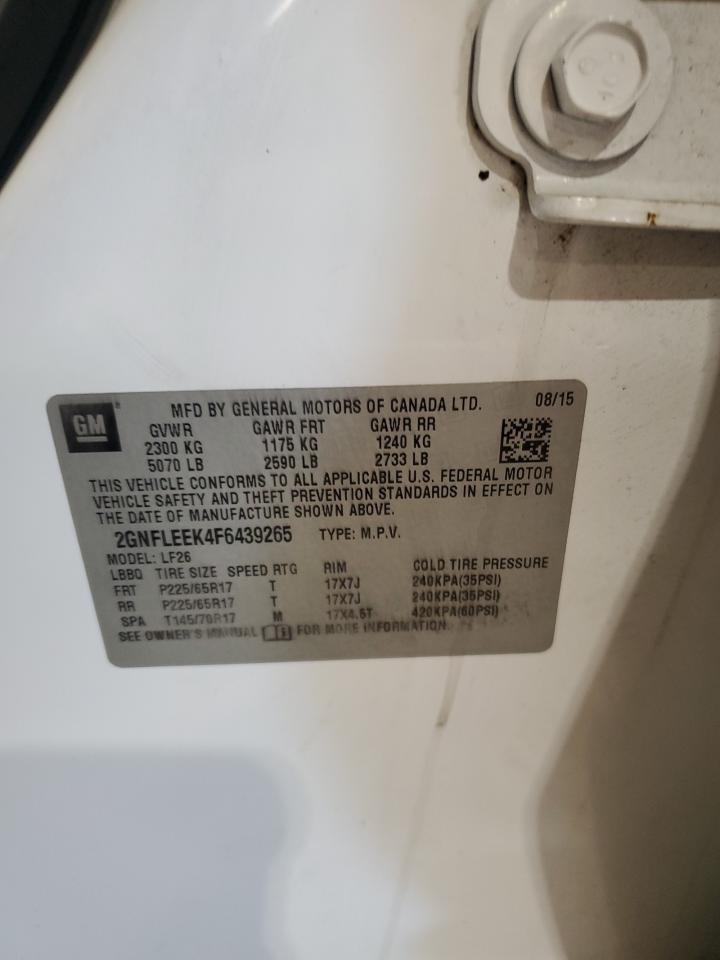 GM
MFD BY GENERAL MOTORS OF CANADA LTD. 08/15
GVWR GAWR FRT GAWR RR
2300 KG 1175 KG 1240 KG
5070 LB 2590 LB 2733 LB
THIS VEHICLE CONFORMS TO ALL APPLICABLE U.S. FEDERAL MOTOR
VEHICLE SAFETY AND THEFT PREVENTION STANDARDS IN EFFECT ON
THE DATE OF MANUFACTURE SHOWN ABOVE.
2GNFLEEK4F6439265 TYPE: M.P.V.
MODEL: LF26
LBBQ TIRE SIZE SPEED RTG RIM COLD TIRE PRESSURE
FRT P225/65R17 T 17X7J 240KPA(35PSI)
RR P225/65R17 T 17X7J 240KPA(35PSI)
SPA T145/70R17 M 17X4.5T 420KPA(60PSI)
SEE OWNER'S MANUAL FOR MORE INFORMATION.